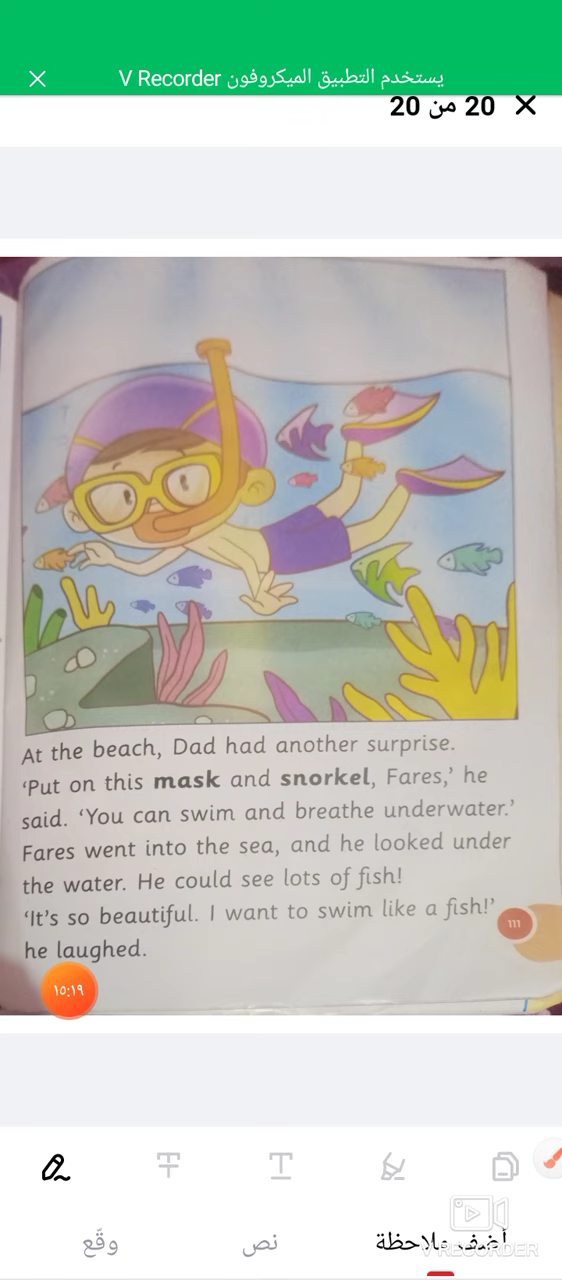 يستخدم التطبيق الميكروفون V Recorder
20 من 20
At the beach, Dad had another surprise.
‘Put on this mask and snorkel, Fares,’ he
said. ‘You can swim and breathe underwater.’
Fares went into the sea, and he looked under
the water. He could see lots of fish!
‘It’s so beautiful. I want to swim like a fish!’
he laughed.
111
١٥:١٩
أضف ملاحظة
نص
وقّع
V RECORDER